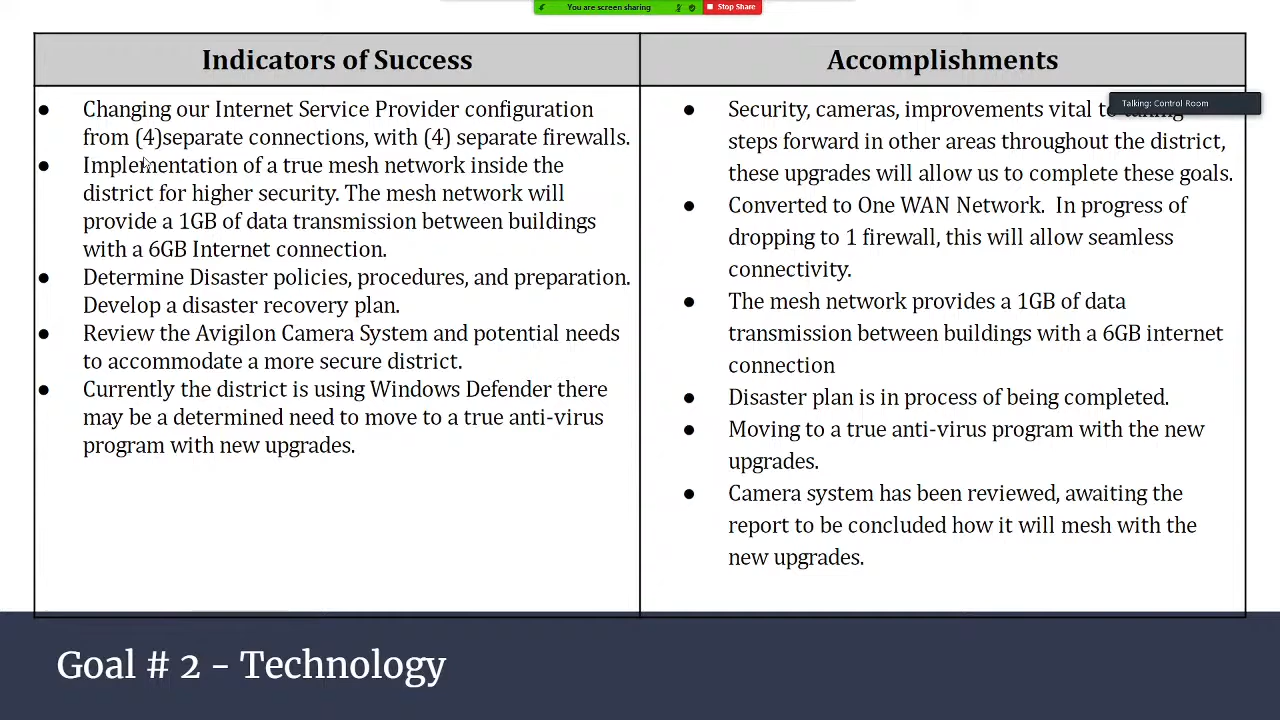 You are screen sharing
Stop Share
Indicators of Success
Accomplishments
Talking: Control Room
● Changing our Internet Service Provider configuration
from (4)separate connections, with (4) separate firewalls.
● Implementation of a true mesh network inside the
district for higher security. The mesh network will
provide a 1GB of data transmission between buildings
with a 6GB Internet connection.
● Determine Disaster policies, procedures, and preparation.
Develop a disaster recovery plan.
● Review the Avigilon Camera System and potential needs
to accommodate a more secure district.
● Currently the district is using Windows Defender there
may be a determined need to move to a true anti-virus
program with new upgrades.
● Security, cameras, improvements vital to taking
steps forward in other areas throughout the district,
these upgrades will allow us to complete these goals.
● Converted to One WAN Network. In progress of
dropping to 1 firewall, this will allow seamless
connectivity.
● The mesh network provides a 1GB of data
transmission between buildings with a 6GB internet
connection
● Disaster plan is in process of being completed.
● Moving to a true anti-virus program with the new
upgrades.
● Camera system has been reviewed, awaiting the
report to be concluded how it will mesh with the
new upgrades.
Goal # 2 - Technology